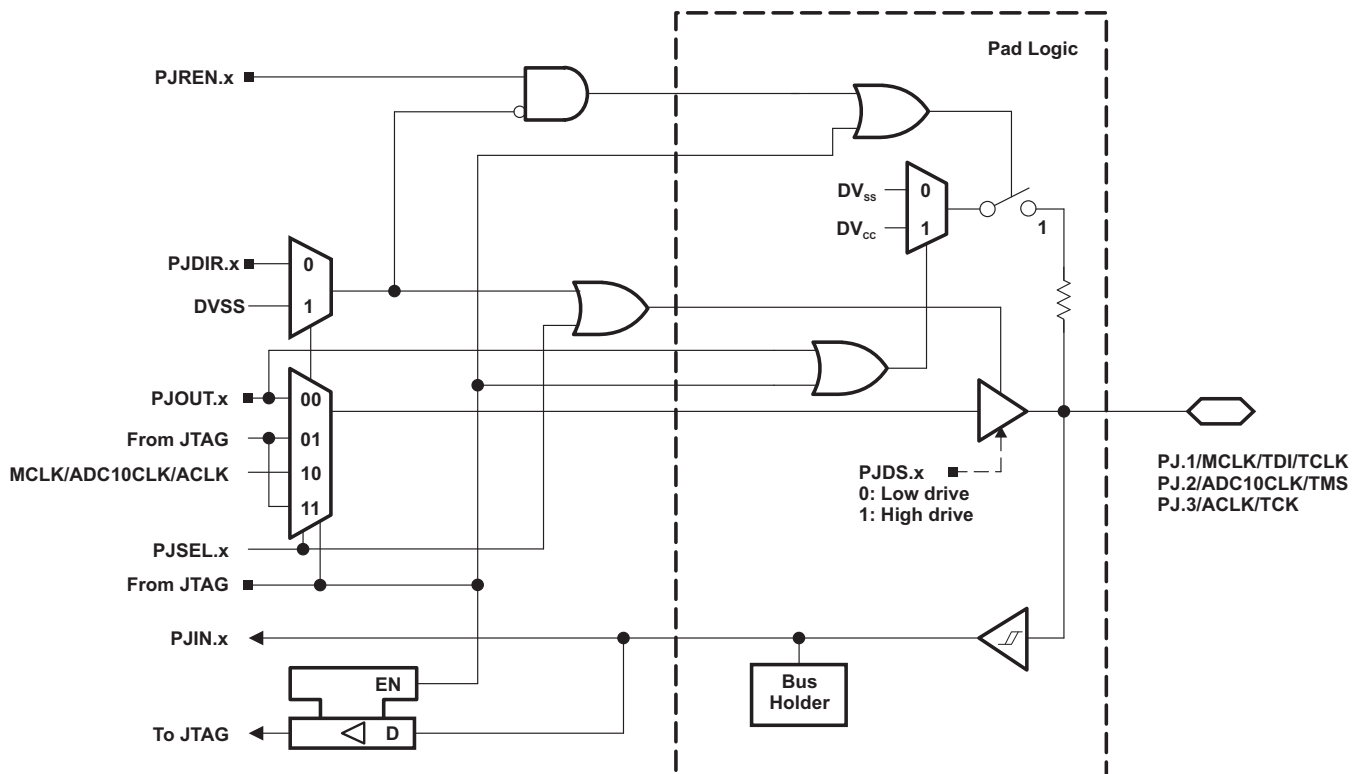 Pad Logic
PJREN.x
DVSS
0
DVCC
1
1
PJDIR.x
0
DVSS
1
PJOUT.x
00
From JTAG
01
MCLK/ADC10CLK/ACLK
10
11
PJDS.x
0: Low drive
1: High drive
PJ.1/MCLK/TDI/TCLK
PJ.2/ADC10CLK/TMS
PJ.3/ACLK/TCK
PJSEL.x
From JTAG
PJIN.x
Bus
Holder
EN
To JTAG
D